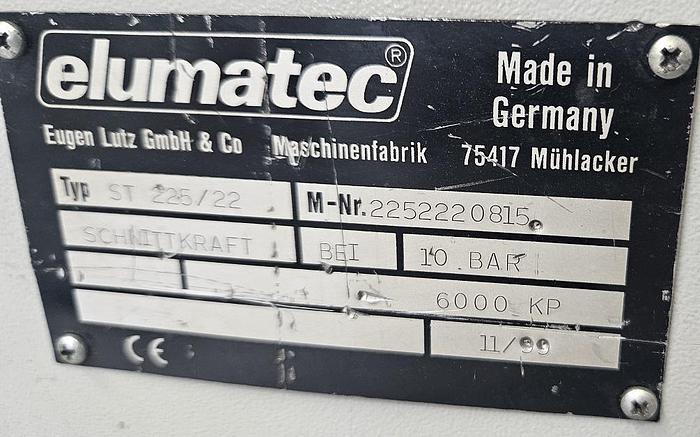 elumatec®
Made in
Germany
Eugen Lutz GmbH & Co Maschinenfabrik 75417 Mühlacker
Typ ST 225/22 M-Nr. 2252220815
SCHNITTKRAFT BEI 10 BAR
6000 KP
CE 11/99